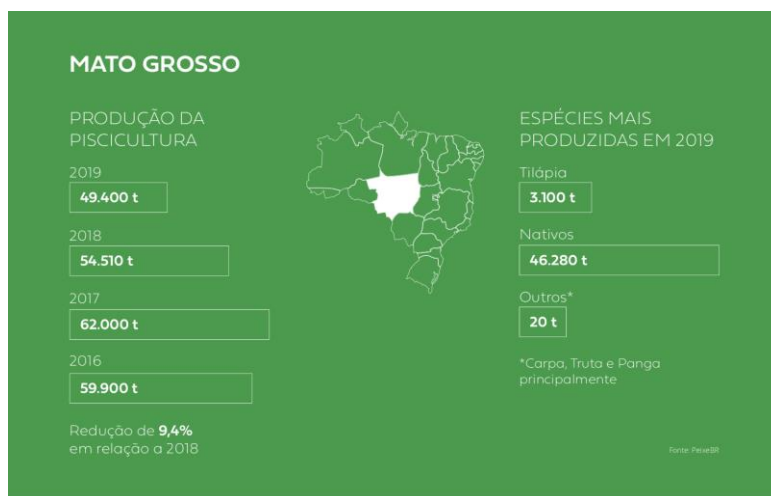 MATO GROSSO
PRODUÇÃO DA
PISCICULTURA
2019
49.400 t
2018
54.510 t
2017
62.000 t
2016
59.900 t
Redução de 9,4%
em relação a 2018
ESPÉCIES MAIS
PRODUZIDAS EM 2019
Tilápia
3.100 t
Nativos
46.280 t
Outros*
20 t
*Carpa, Truta e Panga
principalmente
Fonte: PeixeBR